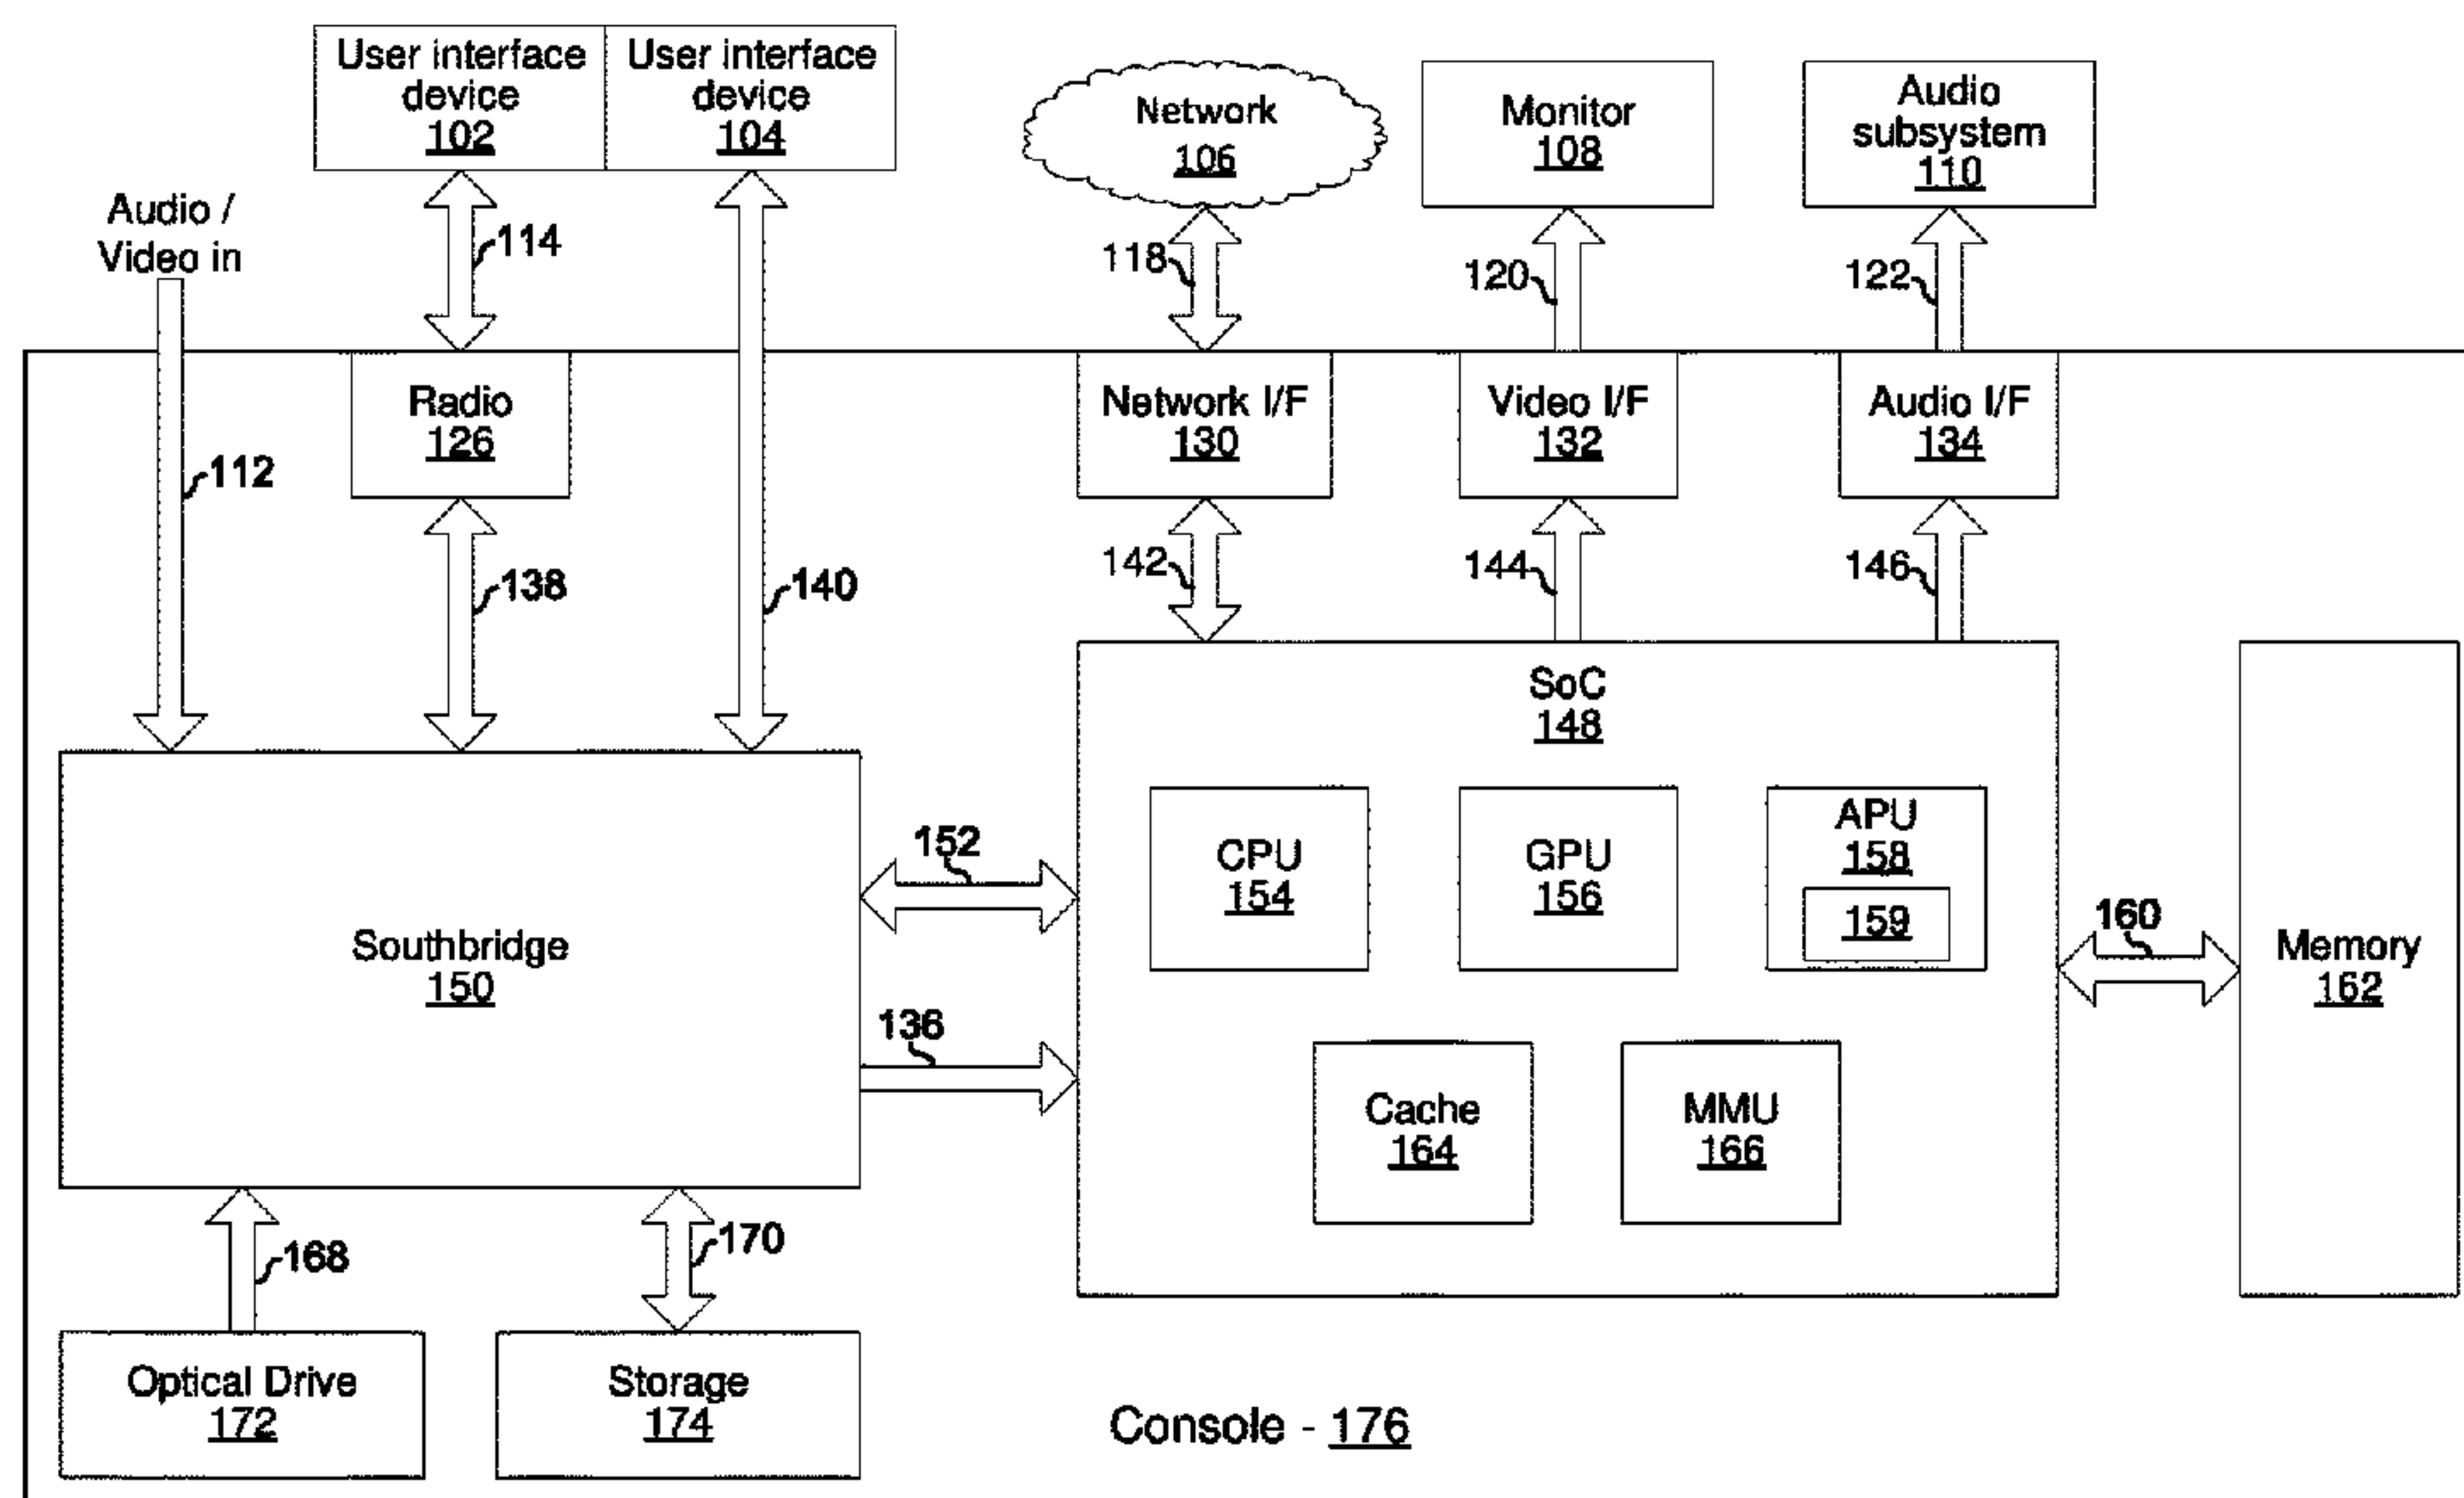 User interface
device
102
User interface
device
104
Network
106
Monitor
108
Audio
subsystem
110
Audio /
Video in
114
118
120
122
Radio
126
Network I/F
130
Video I/F
132
Audio I/F
134
112
138
140
142
144
146
SoC
148
152
CPU
154
GPU
156
APU
158
159
160
Memory
162
Southbridge
150
136
Cache
164
MMU
166
168
170
Optical Drive
172
Storage
174
Console - 176